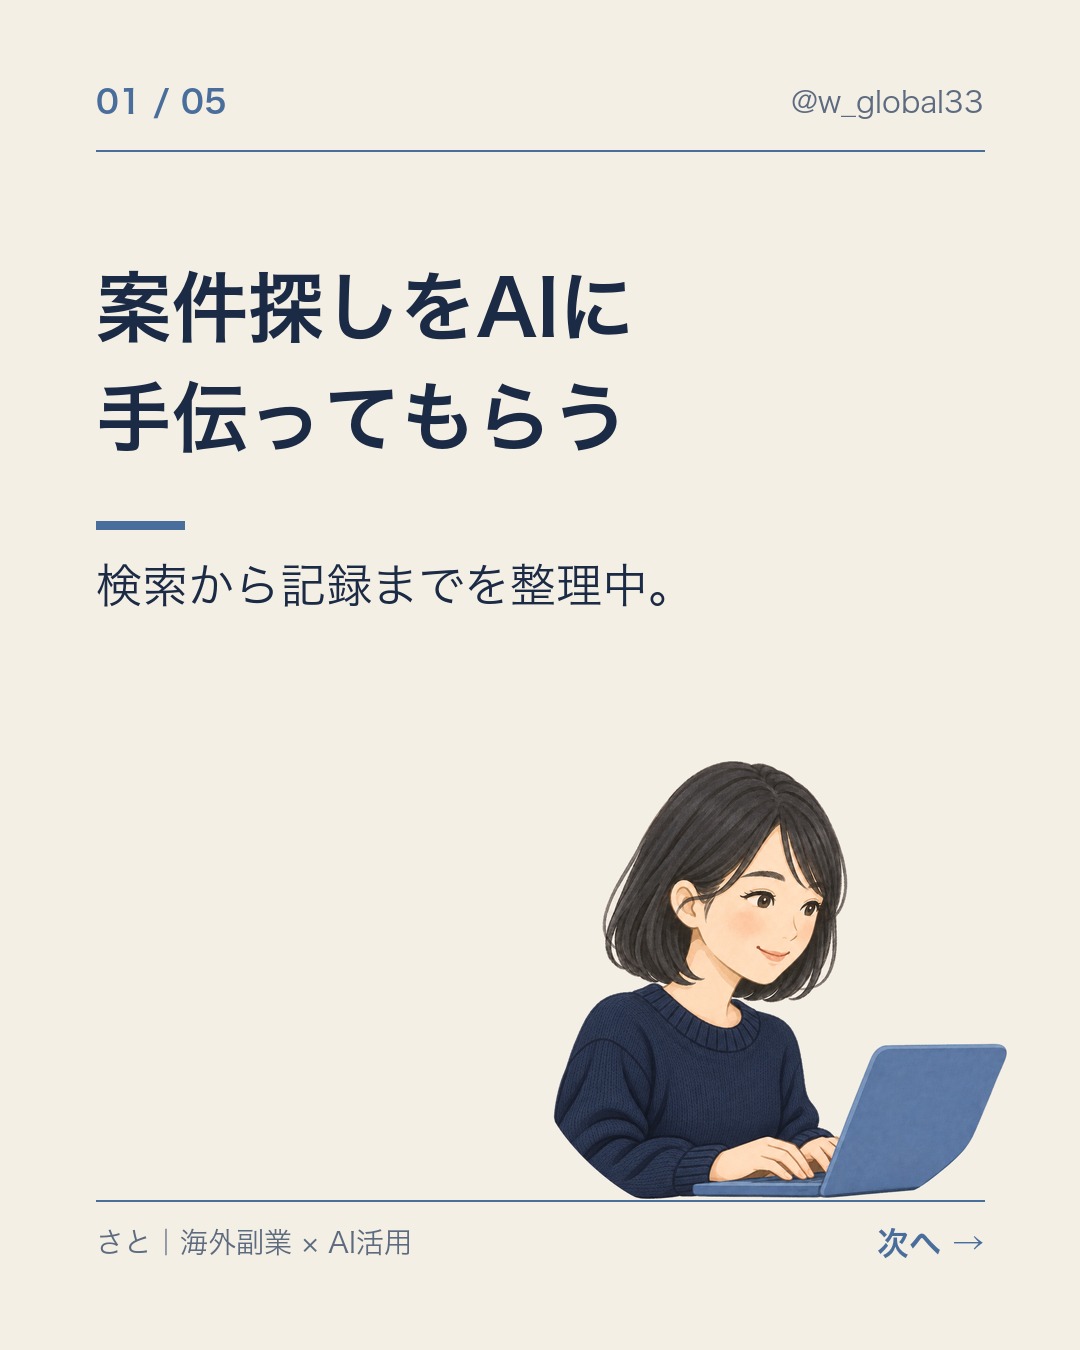 01 / 05
@w_global33
案件探しをAIに
手伝ってもらう
検索から記録までを整理中。
さと｜海外副業 × AI活用
次へ →